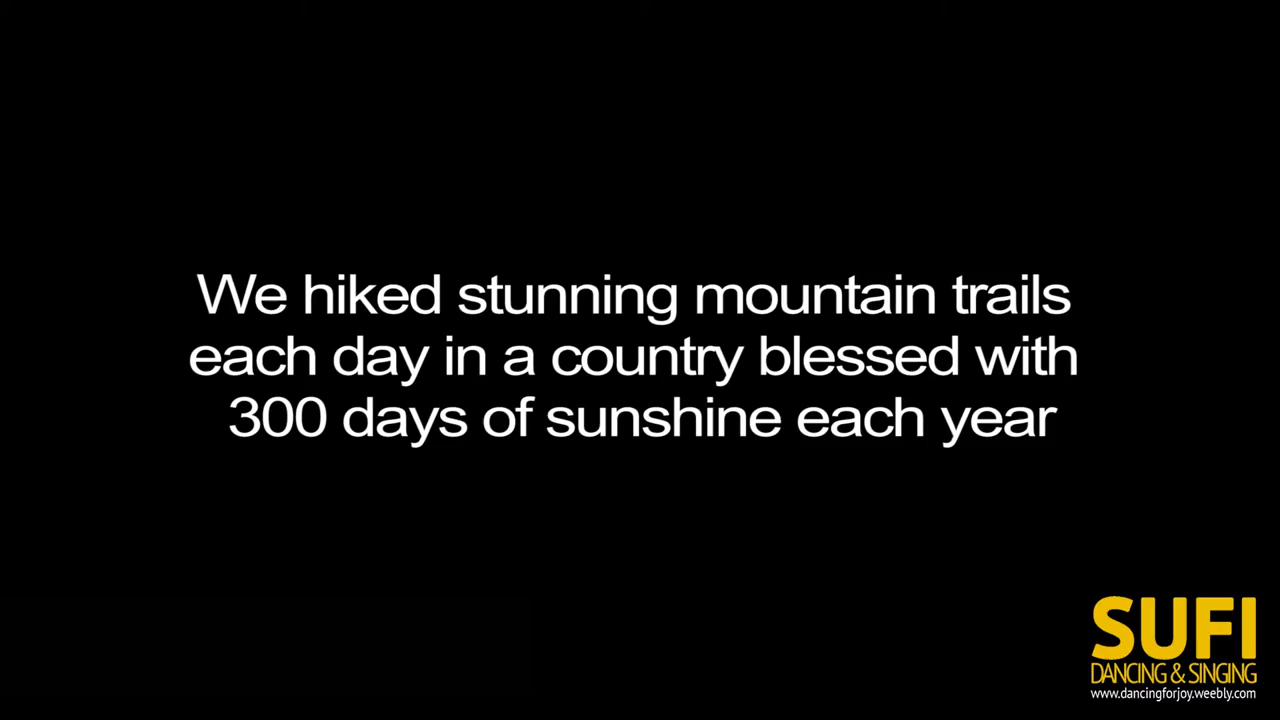 We hiked stunning mountain trails
each day in a country blessed with
300 days of sunshine each year
SUFI
DANCING & SINGING
www.dancingforjoy.weebly.com